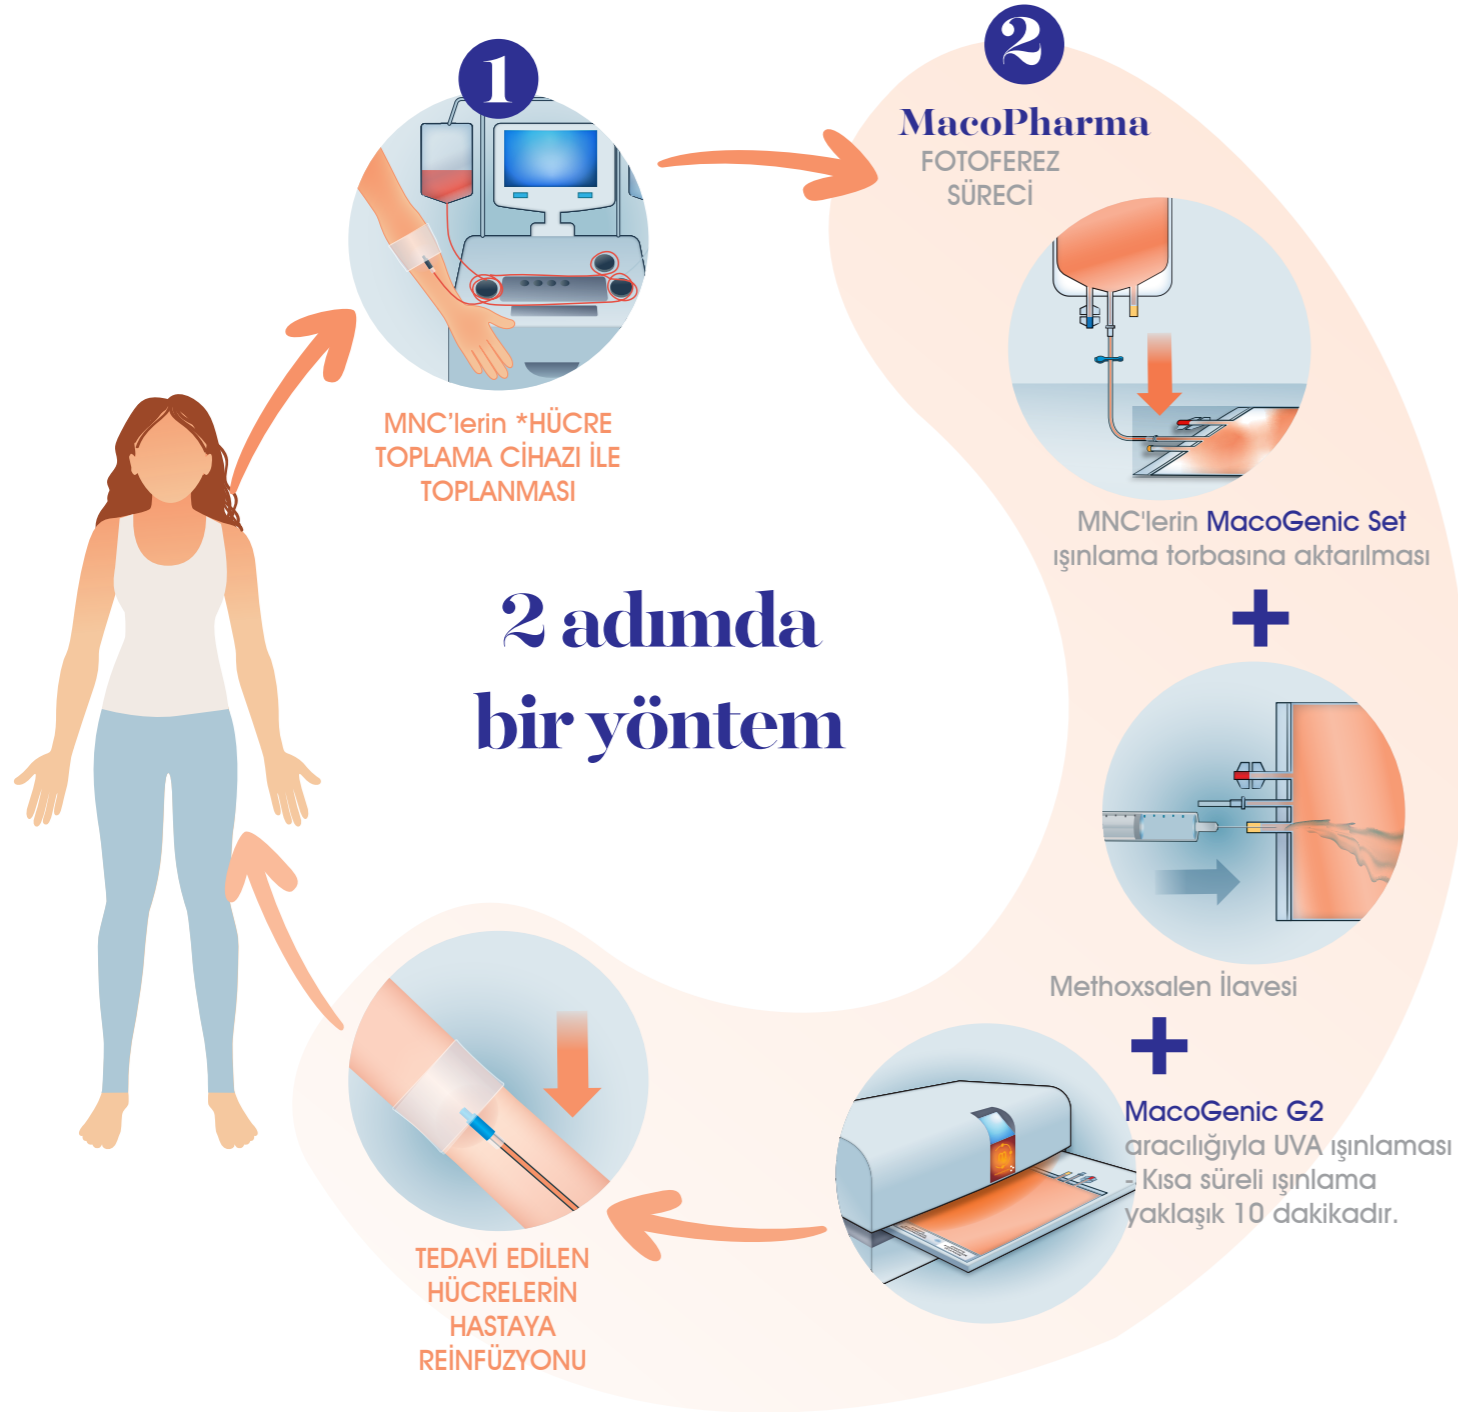 1
MNC’lerin *HÜCRE
TOPLAMA CİHAZI İLE
TOPLANMASI
2
MacoPharma
FOTOFEREZ
SÜRECİ
MNC'lerin MacoGenic Set
ışınlama torbasına aktarılması
+
Methoxsalen İlavesi
+
MacoGenic G2
aracılığıyla UVA ışınlaması
- Kısa süreli ışınlama
yaklaşık 10 dakikadır.
TEDAVİ EDİLEN
HÜCRELERİN
HASTAYA
REİNFÜZYONU
2 adımda
bir yöntem